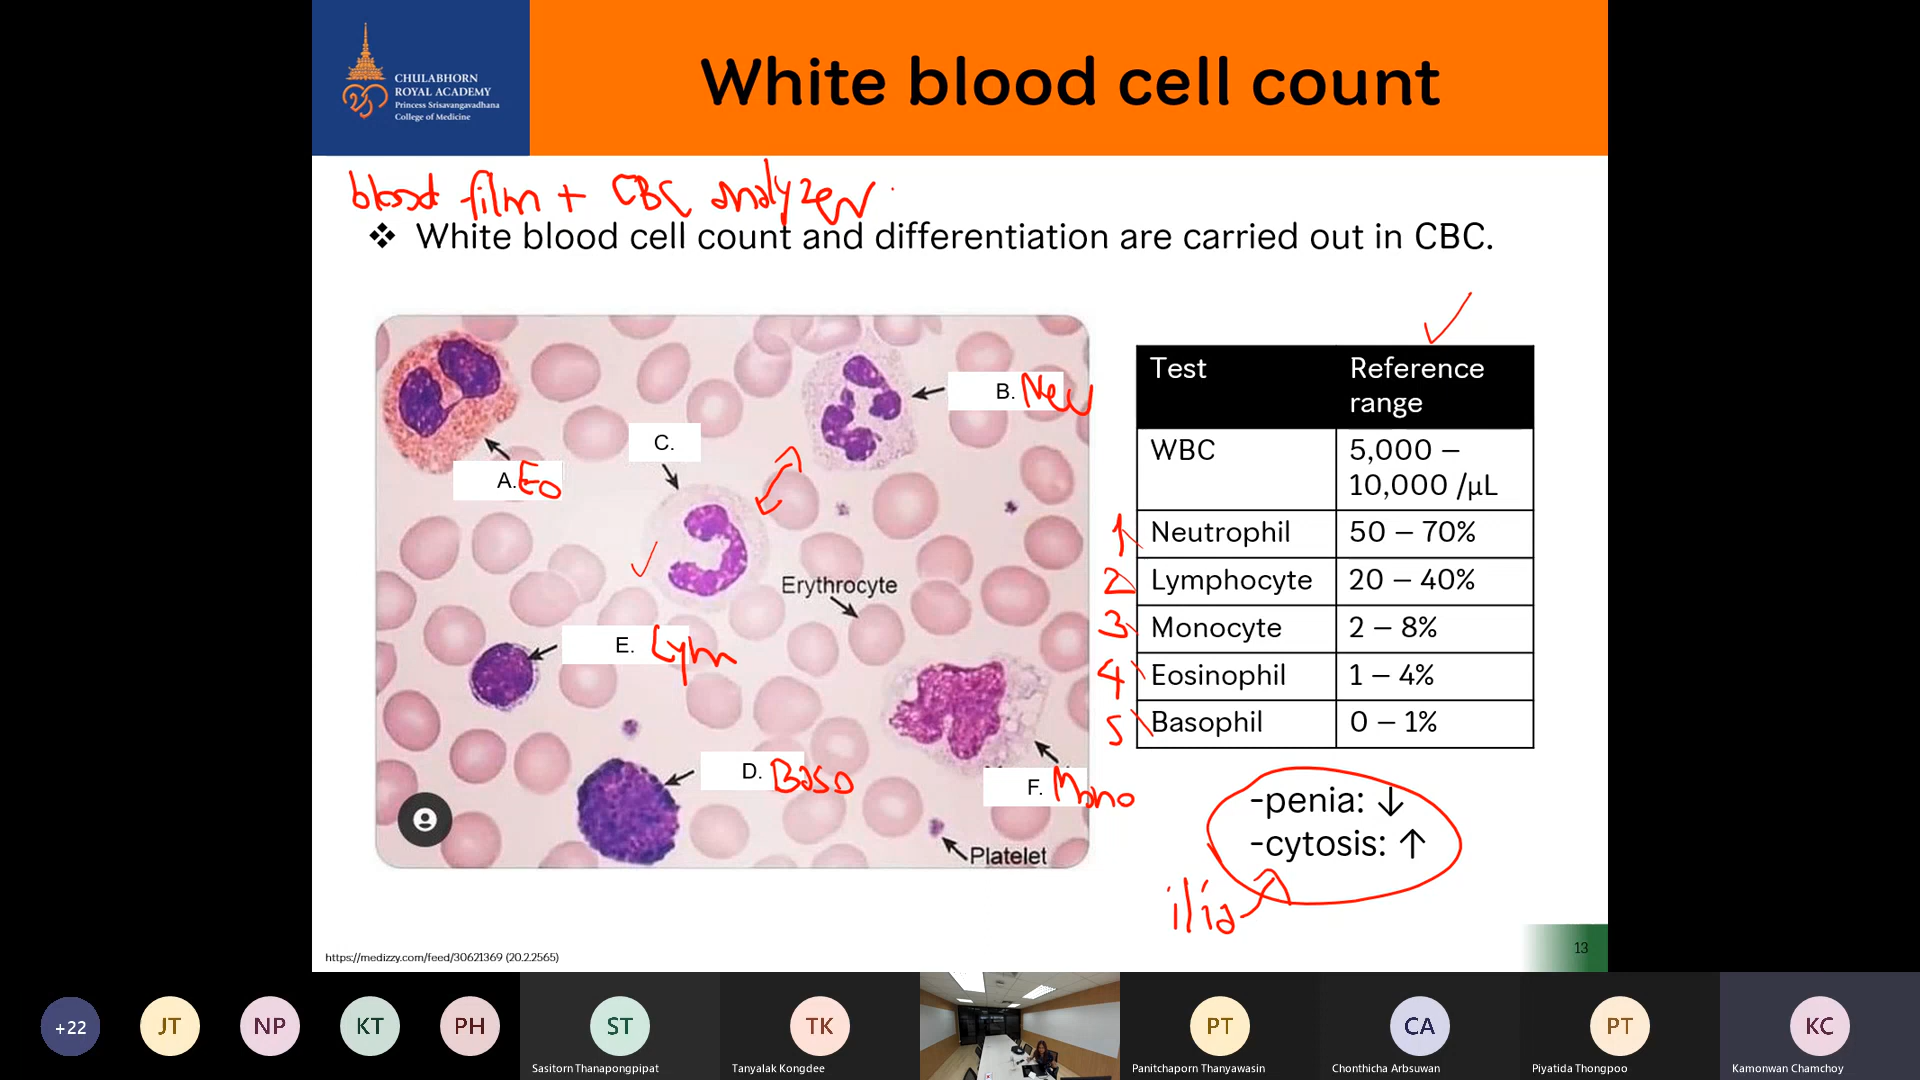 CHULABHORN
ROYAL ACADEMY
Princess Srisavangavadhana
College of Medicine
White blood cell count
blood film + CBC analyzer
❖ White blood cell count and differentiation are carried out in CBC.
A. Eo
B. Neu
C.
Erythrocyte
E. Lym
D. Baso
F. Mono
Platelet
Test Reference range
WBC 5,000 – 10,000 /µL
1 Neutrophil 50 – 70%
2 Lymphocyte 20 – 40%
3 Monocyte 2 – 8%
4 Eosinophil 1 – 4%
5 Basophil 0 – 1%
-penia: ↓
-cytosis: ↑
ilia
https://medizzy.com/feed/30621369 (20.2.2565)
13
+22
JT
NP
KT
PH
ST
Sasitorn Thanapongpipat
TK
Tanyalak Kongdee
PT
Panitchaporn Thanyawasin
CA
Chonthicha Arbsuwan
PT
Piyatida Thongpoo
KC
Kamonwan Chamchoy